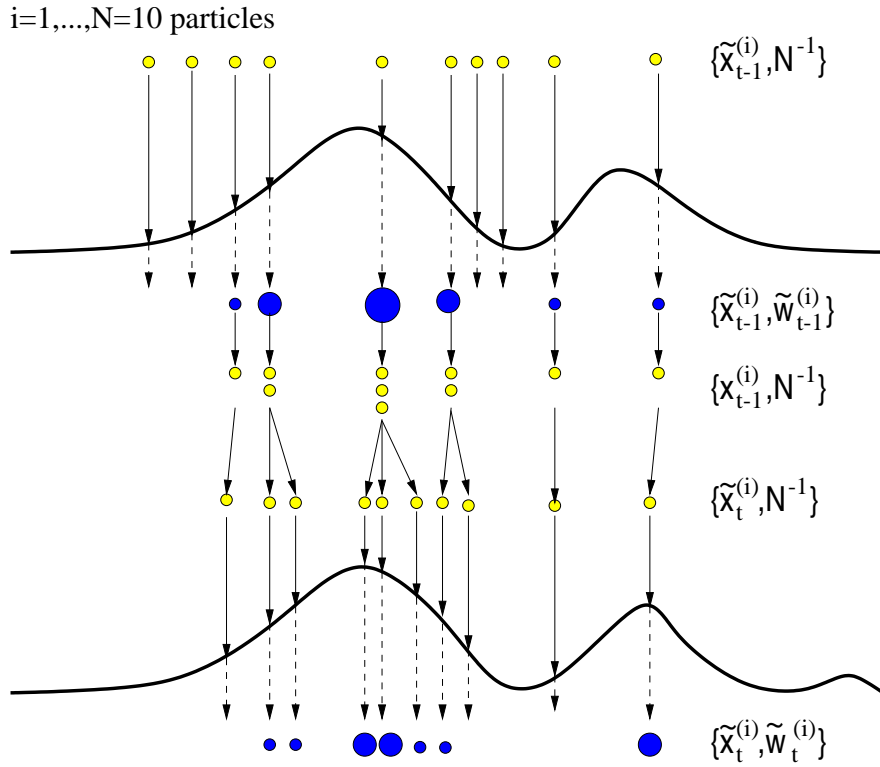 i=1,...,N=10 particles
{x̃_{t-1}^{(i)},N^{-1}}
{x̃_{t-1}^{(i)},w̃_{t-1}^{(i)}}
{x_{t-1}^{(i)},N^{-1}}
{x̃_t^{(i)},N^{-1}}
{x̃_t^{(i)},w̃_t^{(i)}}